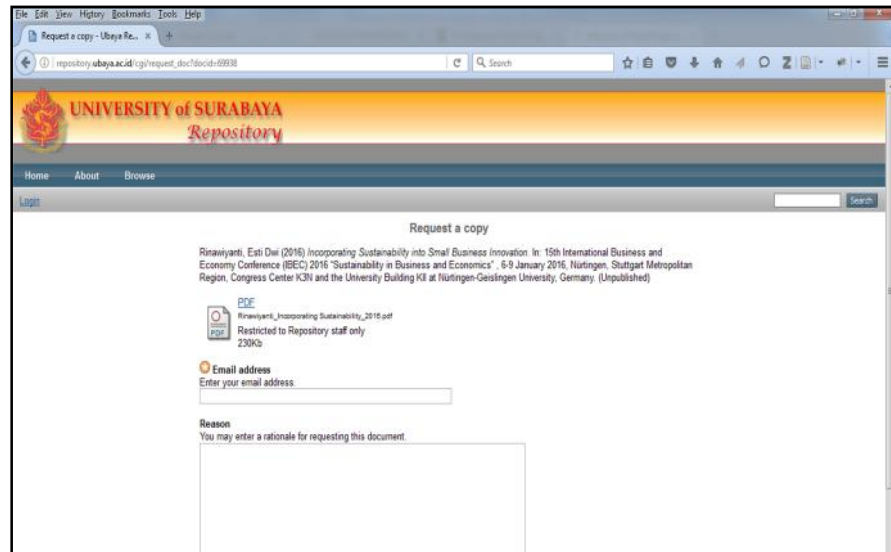 File Edit View History Bookmarks Tools Help
Request a copy - Ubaya Re...
repository.ubaya.ac.id/cgi/request_doc?docid=69938
Search
UNIVERSITY of SURABAYA
Repository
Home About Browse
Login
Search
Request a copy
Rinawiyanti, Esti Dwi (2016) Incorporating Sustainability into Small Business Innovation. In: 15th International Business and
Economy Conference (IBEC) 2016 "Sustainability in Business and Economics" , 6-9 January 2016, Nürtingen, Stuttgart Metropolitan
Region, Congress Center K3N and the University Building KII at Nürtingen-Geislingen University, Germany. (Unpublished)
PDF
PDF
Rinawiyanti_Incorporating Sustainability_2016.pdf
Restricted to Repository staff only
230Kb
Email address
Enter your email address.
Reason
You may enter a rationale for requesting this document.